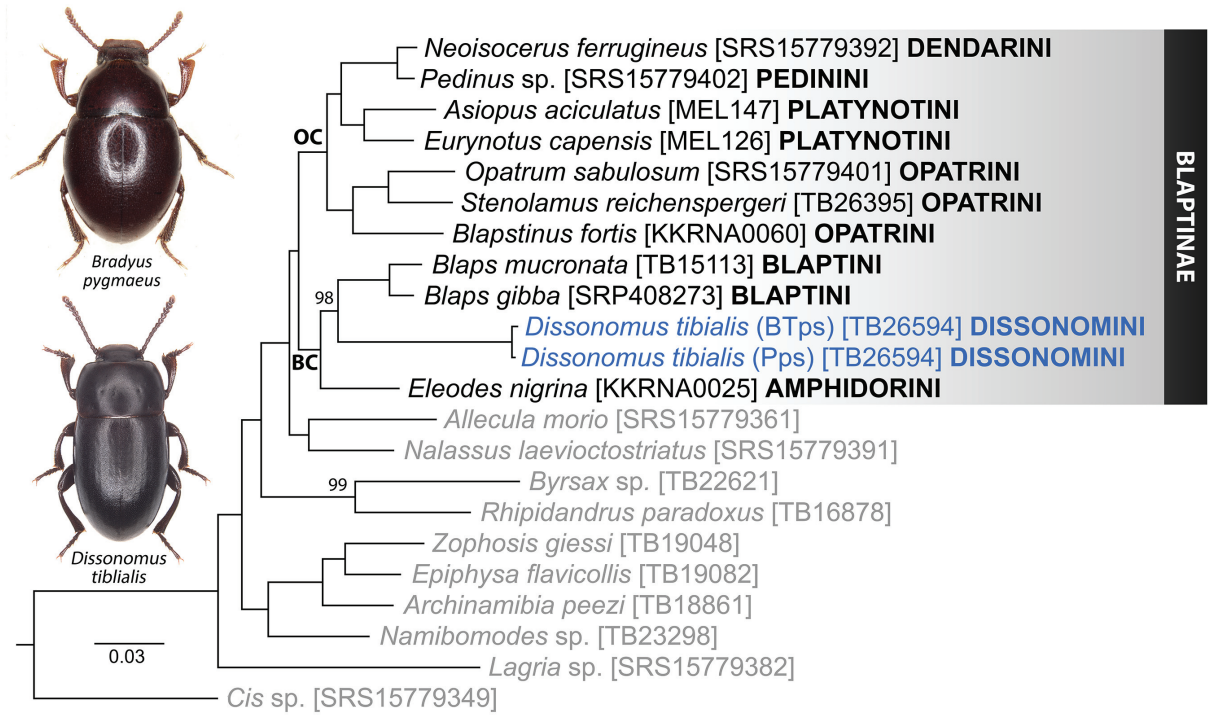 Neoisocerus ferrugineus [SRS15779392] DENDARINI
Pedinus sp. [SRS15779402] PEDININI
Asiopus aciculatus [MEL147] PLATYNOTINI
OC
Eurynotus capensis [MEL126] PLATYNOTINI
Opatrum sabulosum [SRS15779401] OPATRINI
Stenolamus reichenspergeri [TB26395] OPATRINI
Blapstinus fortis [KKRNA0060] OPATRINI
BLAPTINAE
Bradyus
pygmaeus
Blaps mucronata [TB15113] BLAPTINI
98
Blaps gibba [SRP408273] BLAPTINI
Dissonomus tibialis (BTps) [TB26594] DISSONOMINI
BC
Dissonomus tibialis (Pps) [TB26594] DISSONOMINI
Eleodes nigrina [KKRNA0025] AMPHIDORINI
Allecula morio [SRS15779361]
Nalassus laevioctostriatus [SRS15779391]
99
Byrsax sp. [TB22621]
Rhipidandrus paradoxus [TB16878]
Zophosis giessi [TB19048]
Dissonomus
tiblialis
Epiphysa flavicollis [TB19082]
Archinamibia peezi [TB18861]
Namibomodes sp. [TB23298]
0.03
Lagria sp. [SRS15779382]
Cis sp. [SRS15779349]